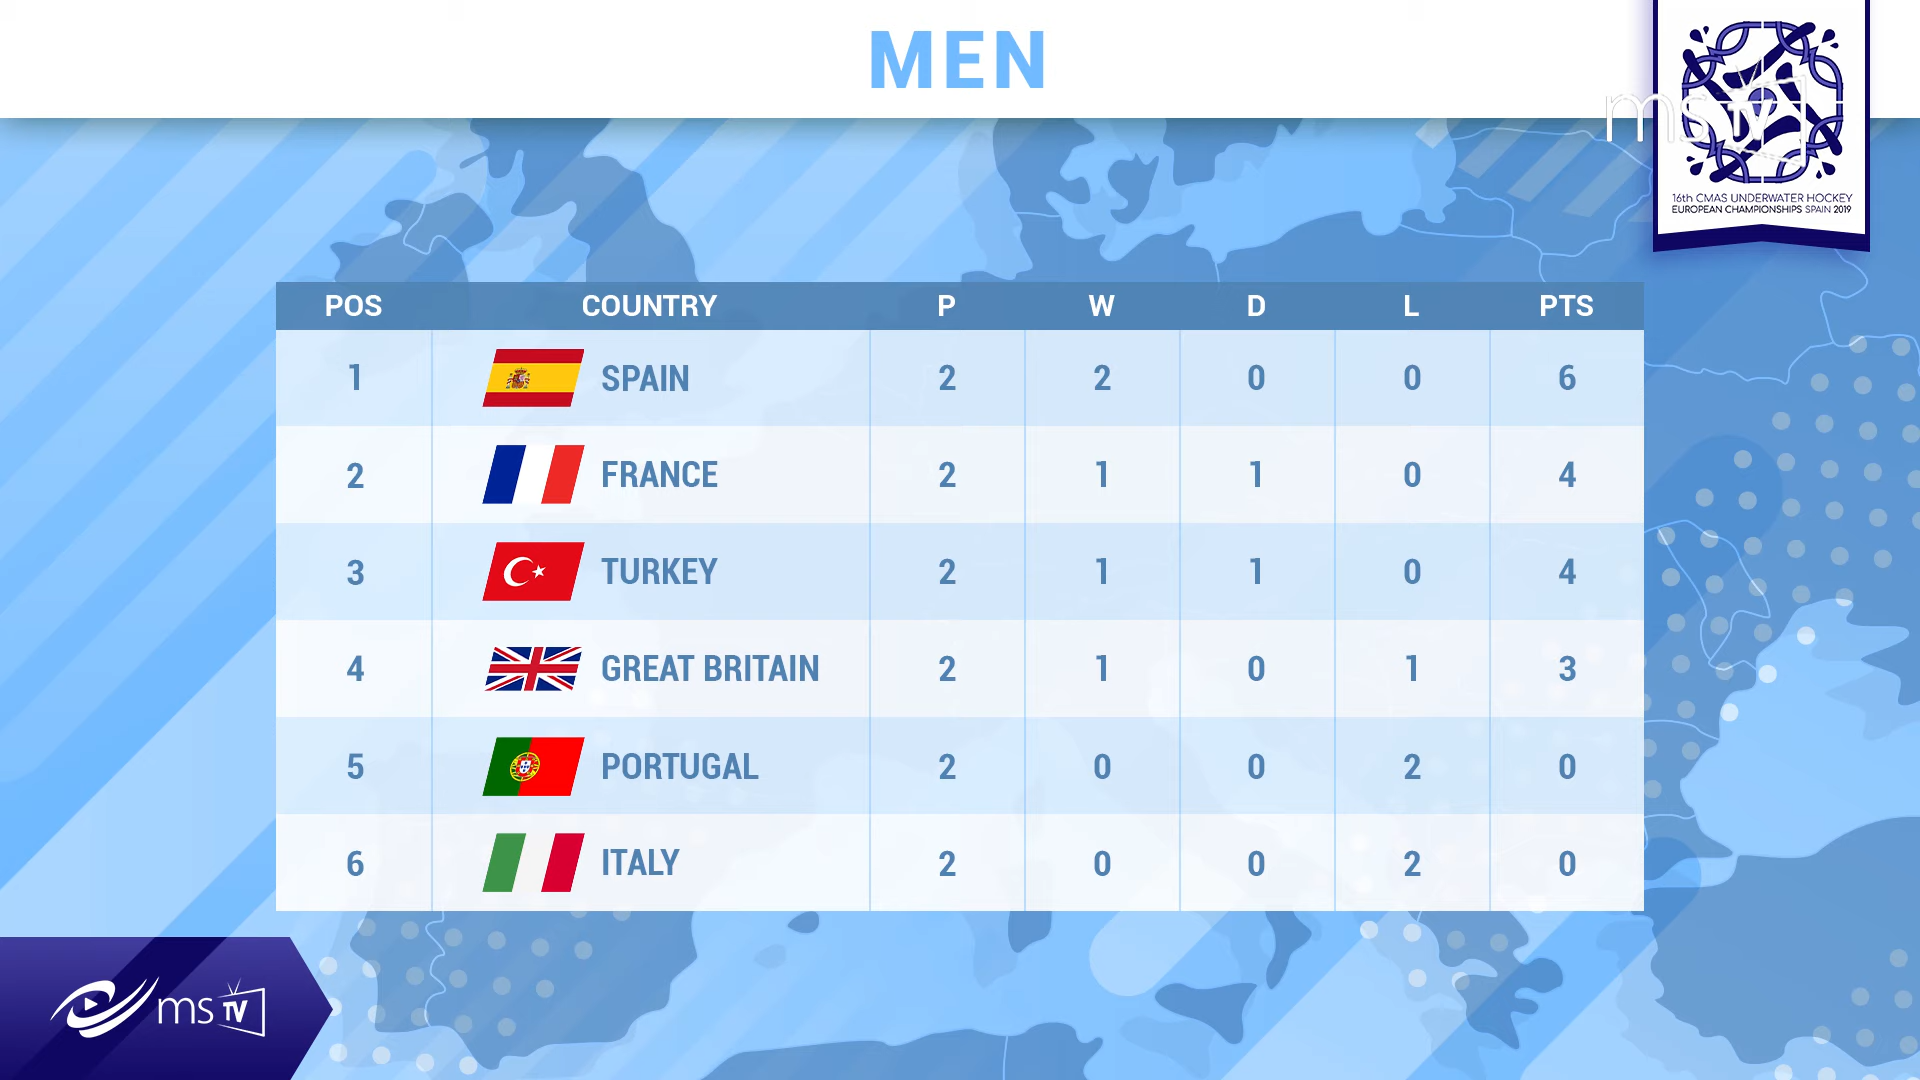 MEN
ms TV
16th CMAS UNDERWATER HOCKEY
EUROPEAN CHAMPIONSHIPS SPAIN 2019
POS COUNTRY P W D L PTS
1 SPAIN 2 2 0 0 6
2 FRANCE 2 1 1 0 4
3 TURKEY 2 1 1 0 4
4 GREAT BRITAIN 2 1 0 1 3
5 PORTUGAL 2 0 0 2 0
6 ITALY 2 0 0 2 0
ms TV